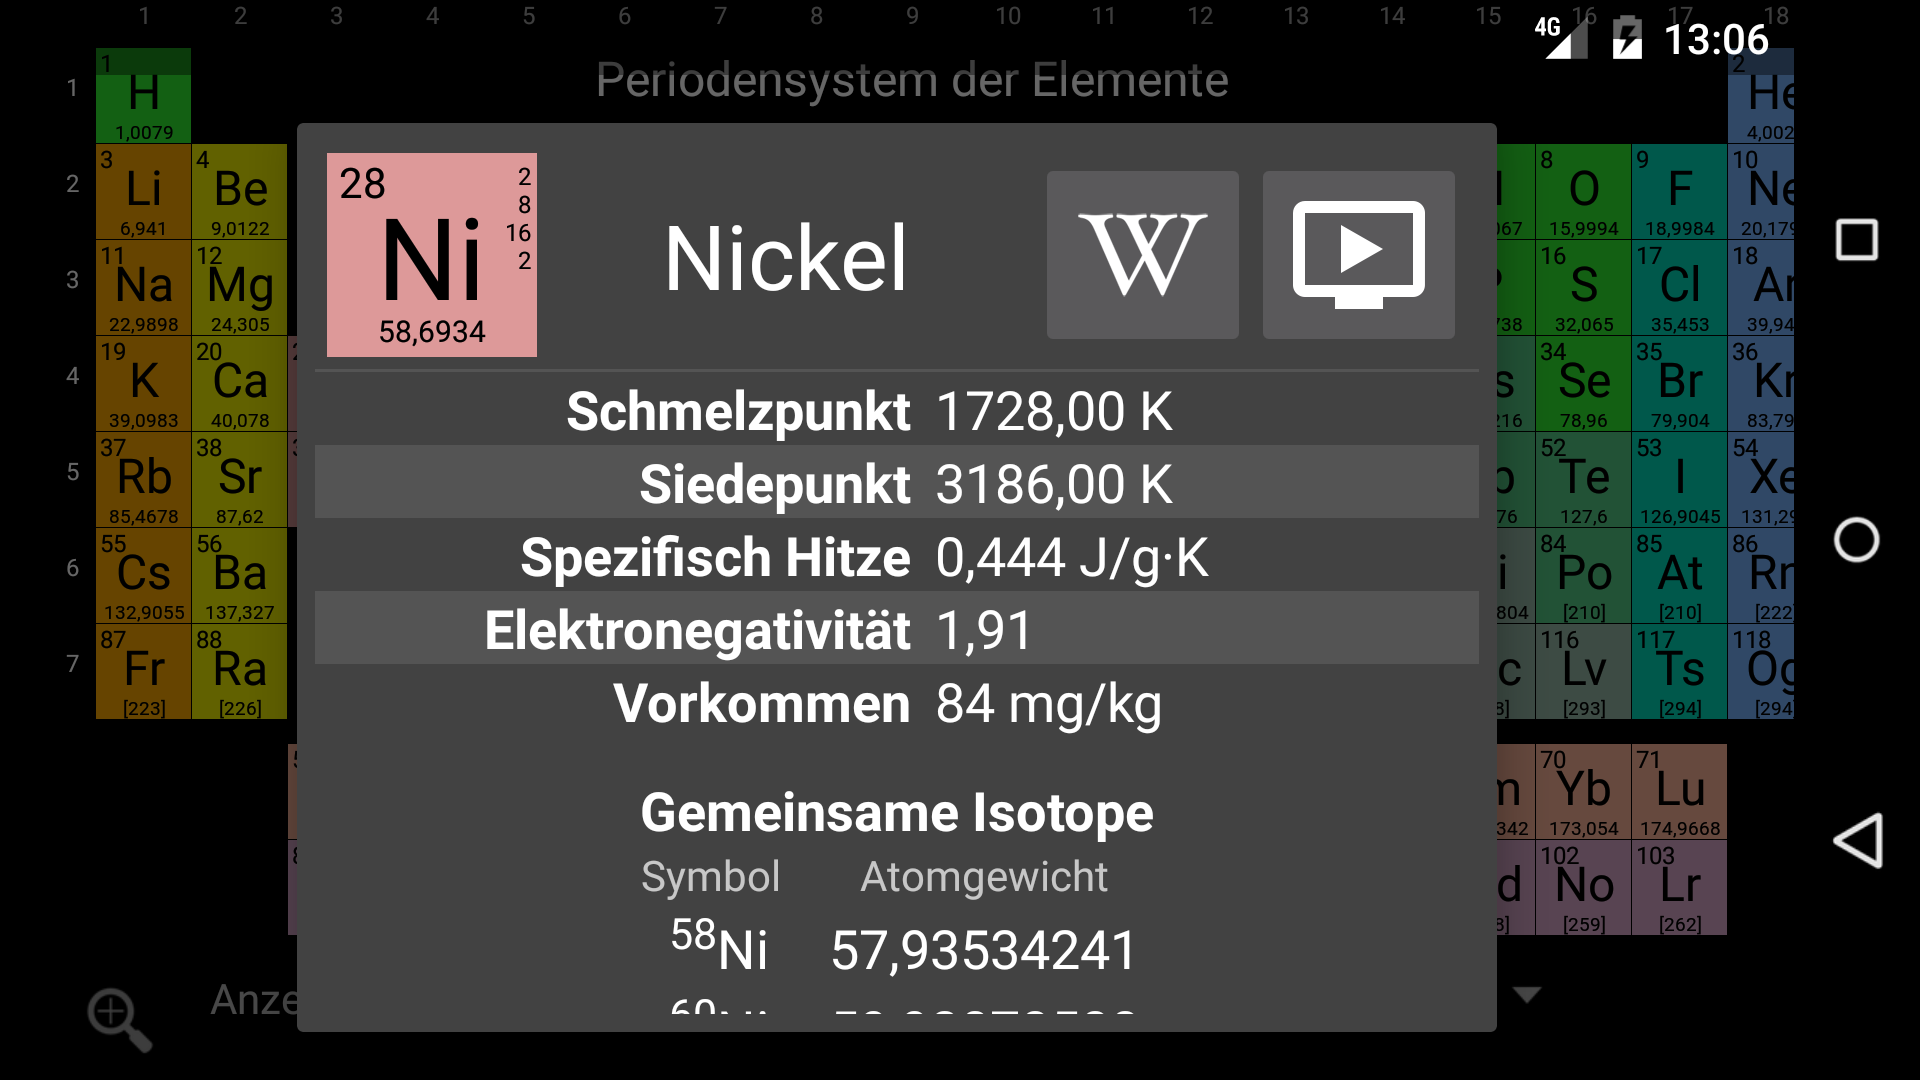 1 2 3 4 5 6 7 8 9 10 11 12 13 14 15 16 17 18
4G 13:06
Periodensystem der Elemente
1
1 H 1,0079
2 He 4,002
2
3 Li 6,941
4 Be 9,0122
8 O 15,9994
9 F 18,9984
10 Ne 20,179
3
11 Na 22,9898
12 Mg 24,305
16 S 32,065
17 Cl 35,453
18 Ar 39,94
4
19 K 39,0983
20 Ca 40,078
34 Se 78,96
35 Br 79,904
36 Kr 83,79
5
37 Rb 85,4678
38 Sr 87,62
52 Te 127,6
53 I 126,9045
54 Xe 131,29
6
55 Cs 132,9055
56 Ba 137,327
84 Po [210]
85 At [210]
86 Rn [222]
7
87 Fr [223]
88 Ra [226]
116 Lv [293]
117 Ts [294]
118 Og [294
70 Yb 173,054
71 Lu 174,9668
102 No [259]
103 Lr [262]
28
2
8
16
2
Ni
58,6934
Nickel
W
Schmelzpunkt 1728,00 K
Siedepunkt 3186,00 K
Spezifisch Hitze 0,444 J/g·K
Elektronegativität 1,91
Vorkommen 84 mg/kg
Gemeinsame Isotope
Symbol Atomgewicht
58Ni 57,93534241
Anze